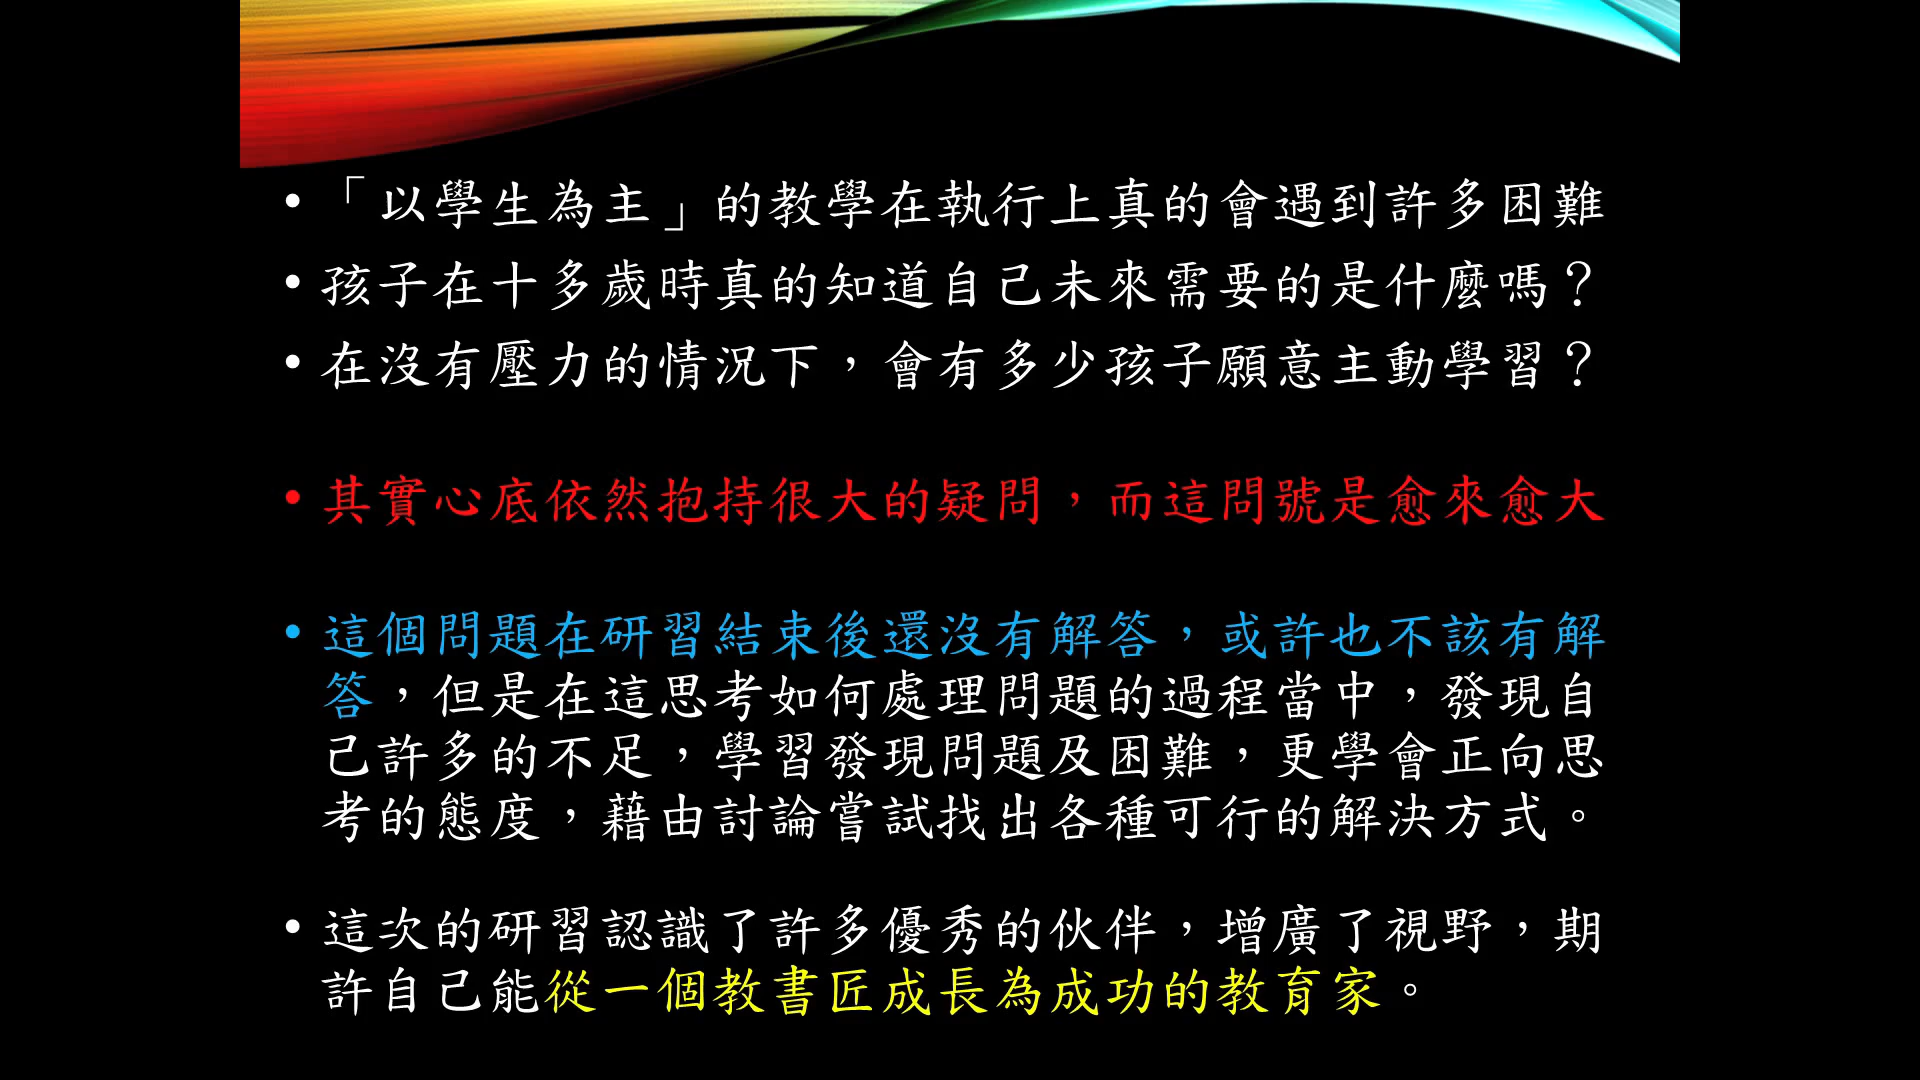 •「以學生為主」的教學在執行上真的會遇到許多困難
•孩子在十多歲時真的知道自己未來需要的是什麼嗎？
•在沒有壓力的情況下，會有多少孩子願意主動學習？
•其實心底依然抱持很大的疑問，而這問號是愈來愈大
•這個問題在研習結束後還沒有解答，或許也不該有解
答，但是在這思考如何處理問題的過程當中，發現自
己許多的不足，學習發現問題及困難，更學會正向思
考的態度，藉由討論嘗試找出各種可行的解決方式。
•這次的研習認識了許多優秀的伙伴，增廣了視野，期
許自己能從一個教書匠成長為成功的教育家。